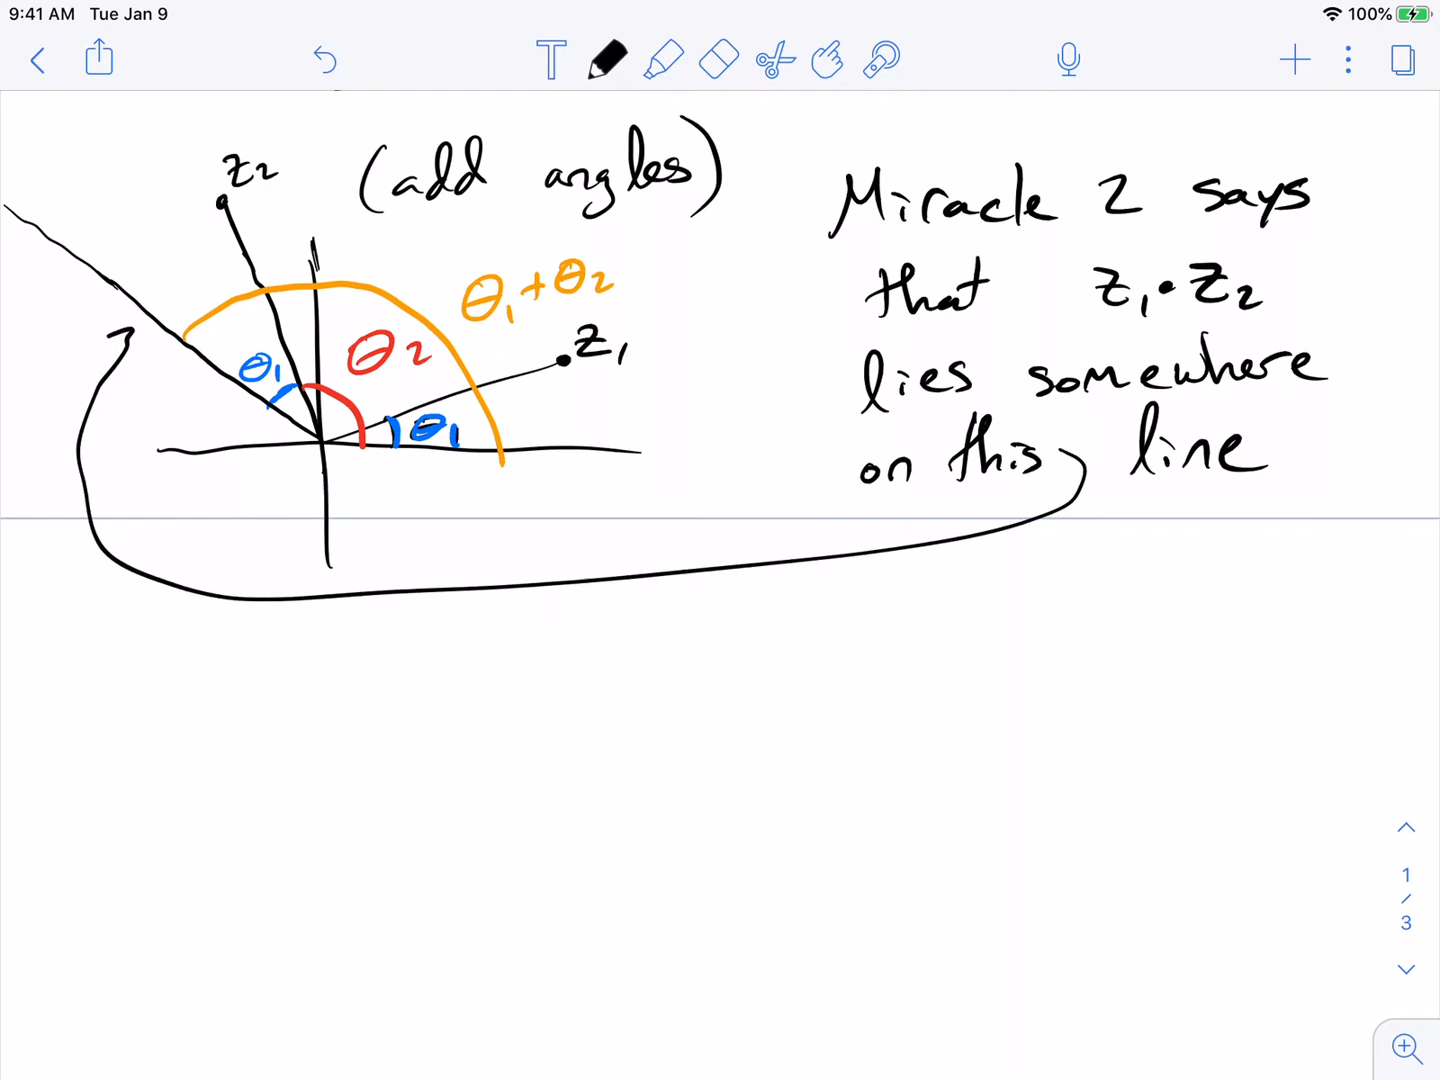 9:41 AM Tue Jan 9
100%
T
z2 (add angles)
Miracle 2 says
that z₁·z₂
lies somewhere
on this line
θ₁+θ₂
θ₂
z₁
θ₁
θ₁
1
/
3